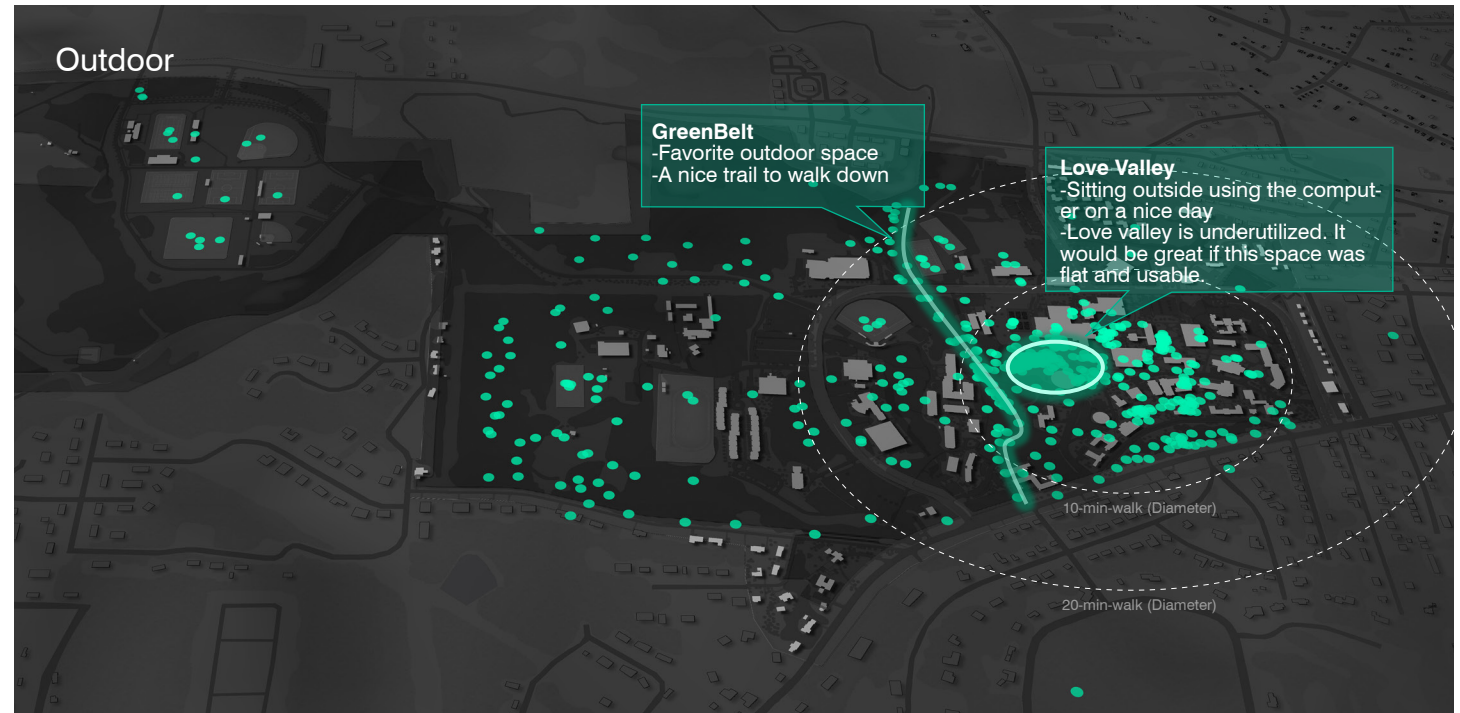 Outdoor
GreenBelt
-Favorite outdoor space
-A nice trail to walk down
Love Valley
-Sitting outside using the comput-
er on a nice day
-Love valley is underutilized. It
would be great if this space was
flat and usable.
10-min-walk (Diameter)
20-min-walk (Diameter)